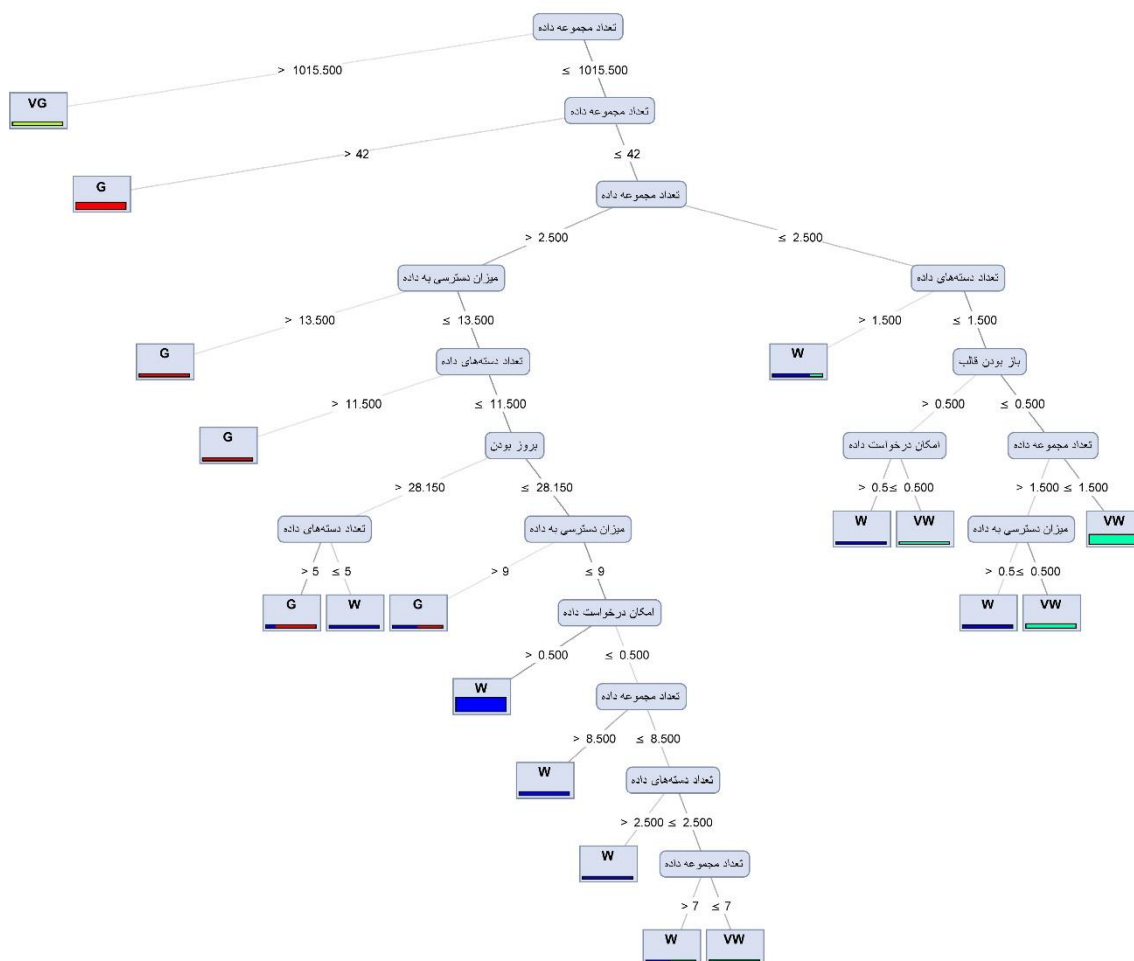 تعداد مجموعه داده
> 1015.500
≤ 1015.500
VG
تعداد مجموعه داده
> 42
≤ 42
G
تعداد مجموعه داده
> 2.500
≤ 2.500
میزان دسترسی به داده
تعداد دسته‌های داده
> 13.500
≤ 13.500
> 1.500
≤ 1.500
G
تعداد دسته‌های داده
W
باز بودن قالب
> 11.500
≤ 11.500
> 0.500
≤ 0.500
G
بروز بودن
امکان درخواست داده
تعداد مجموعه داده
> 28.150
≤ 28.150
> 0.5
≤ 0.500
> 1.500
≤ 1.500
تعداد دسته‌های داده
میزان دسترسی به داده
W
VW
میزان دسترسی به داده
VW
> 5
≤ 5
> 9
≤ 9
> 0.5
≤ 0.500
G
W
G
امکان درخواست داده
W
VW
> 0.500
≤ 0.500
W
تعداد مجموعه داده
> 8.500
≤ 8.500
W
تعداد دسته‌های داده
> 2.500
≤ 2.500
W
تعداد مجموعه داده
> 7
≤ 7
W
VW